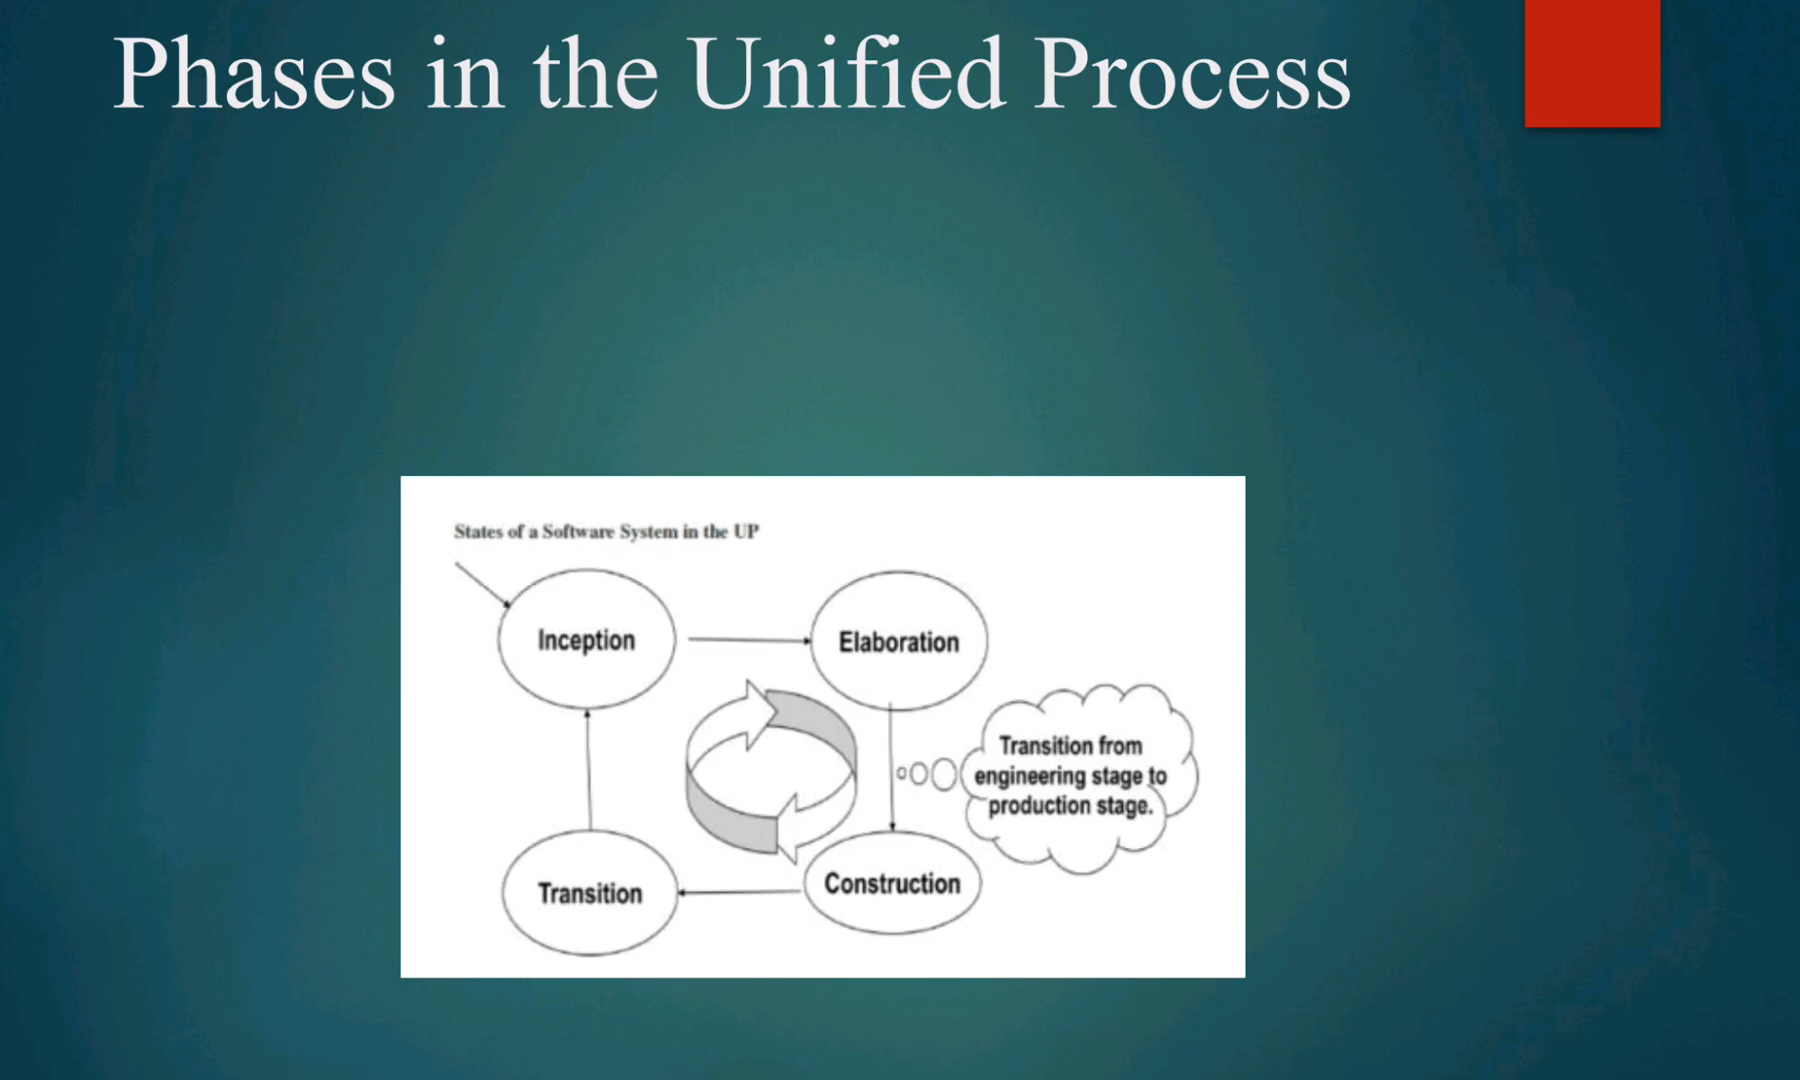 Phases in the Unified Process
States of a Software System in the UP
Inception
Elaboration
Transition from
engineering stage to
production stage.
Transition
Construction